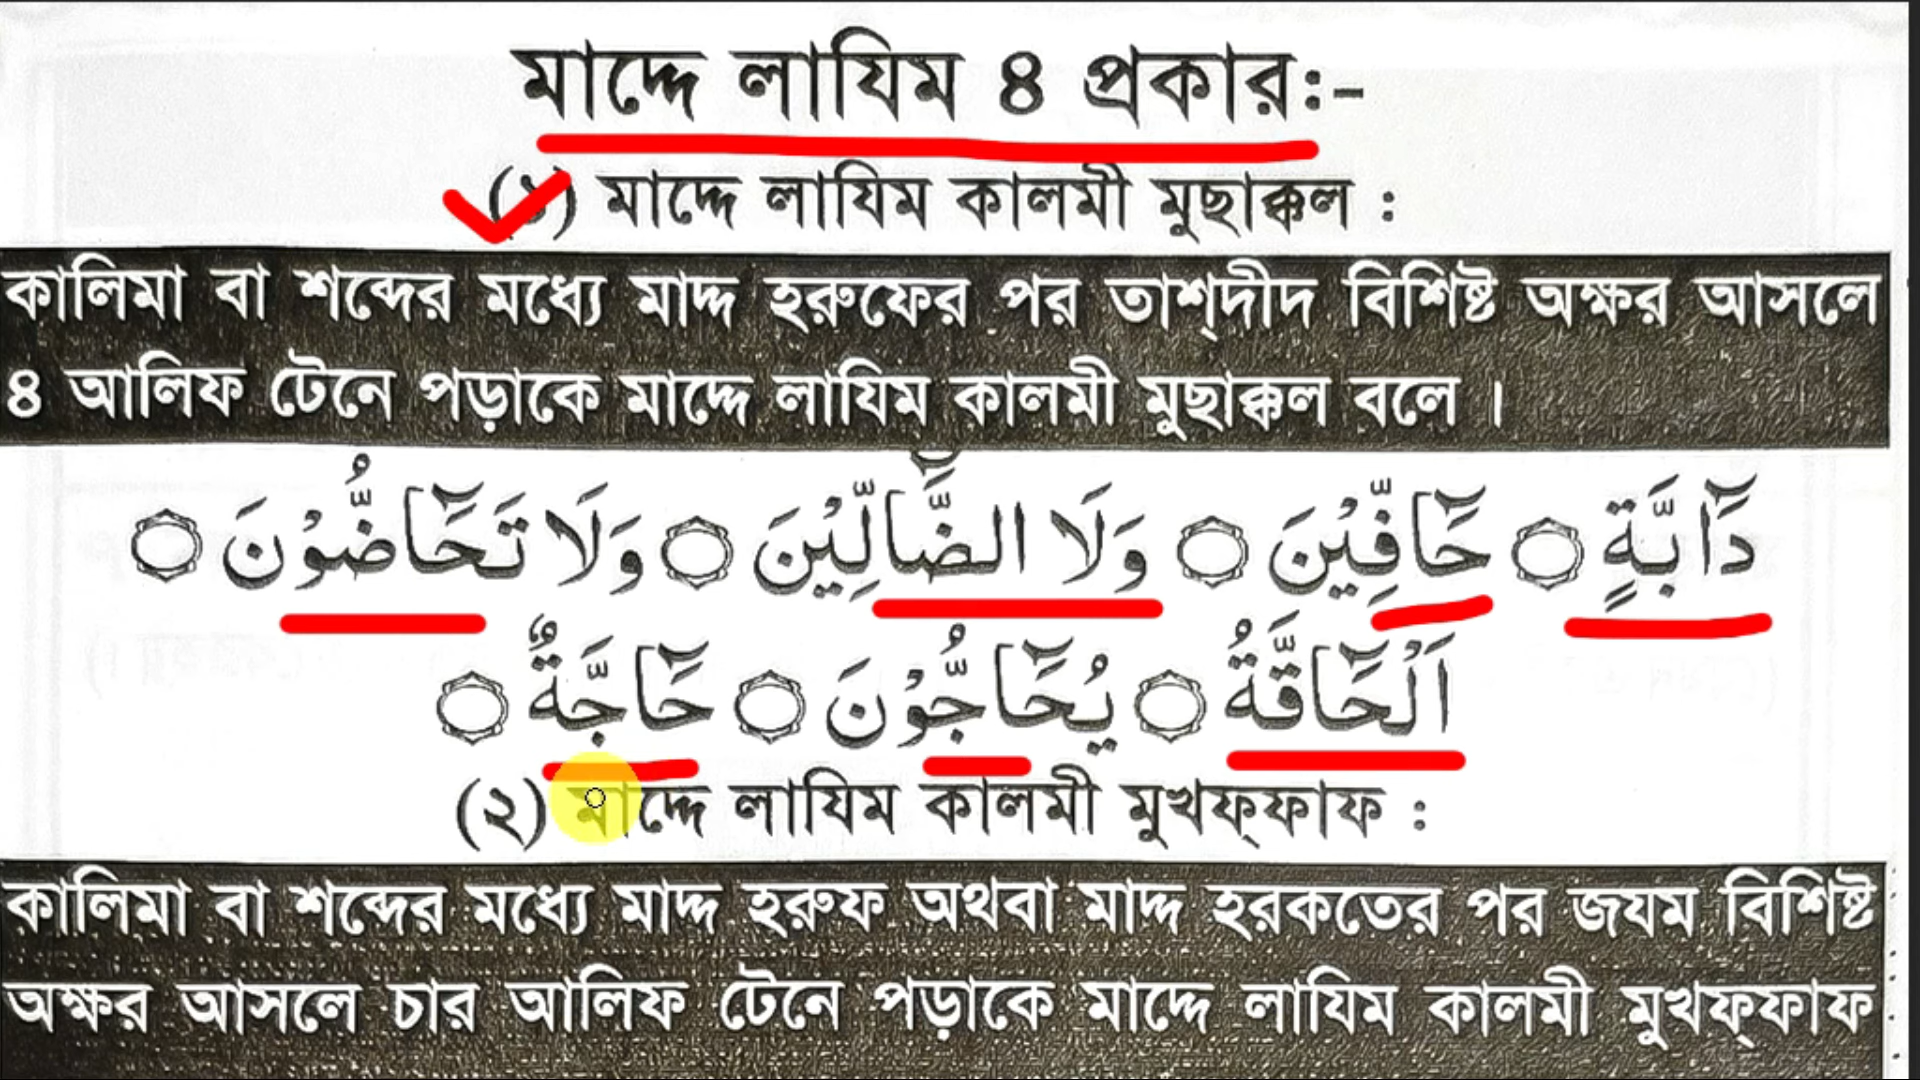 মাদ্দে লাযিম ৪ প্রকার:-
(১) মাদ্দে লাযিম কালমী মুছাক্কল :
কালিমা বা শব্দের মধ্যে মাদ্দ হরুফের পর তাশ্দীদ বিশিষ্ট অক্ষর আসলে
৪ আলিফ টেনে পড়াকে মাদ্দে লাযিম কালমী মুছাক্কল বলে ।
دَآبَّةٍ ۝ حَآفِّيْنَ ۝ وَلَا الضَّآلِّيْنَ ۝ وَلَا تَحَآضُّوْنَ ۝
اَلْحَآقَّةُ ۝ يُحَآجُّوْنَ ۝ حَآجَّةٌ ۝
(২) মাদ্দে লাযিম কালমী মুখফ্ফাফ :
কালিমা বা শব্দের মধ্যে মাদ্দ হরুফ অথবা মাদ্দ হরকতের পর জযম বিশিষ্ট
অক্ষর আসলে চার আলিফ টেনে পড়াকে মাদ্দে লাযিম কালমী মুখফ্ফাফ